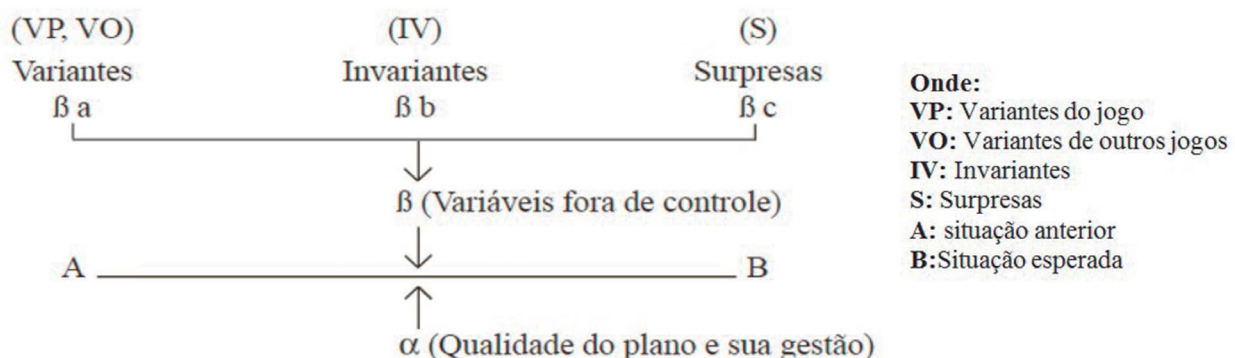 (VP, VO) (IV) (S)
Variantes Invariantes Surpresas
ß a ß b ß c
ß (Variáveis fora de controle)
A B
α (Qualidade do plano e sua gestão)
Onde:
VP: Variantes do jogo
VO: Variantes de outros jogos
IV: Invariantes
S: Surpresas
A: situação anterior
B:Situação esperada